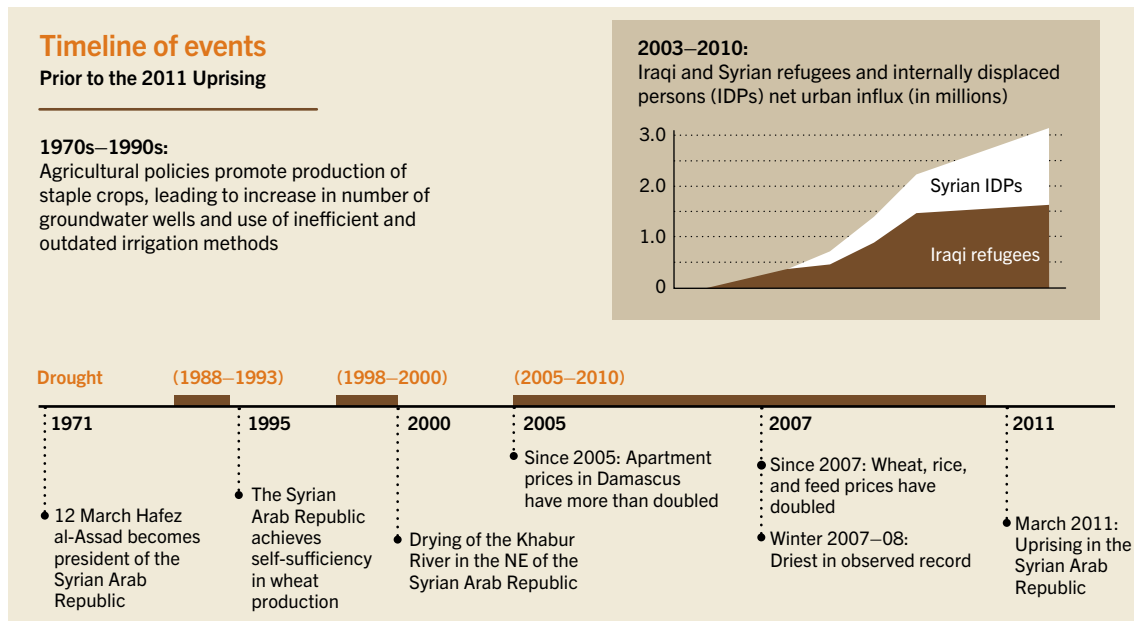 Timeline of events
Prior to the 2011 Uprising
1970s–1990s:
Agricultural policies promote production of
staple crops, leading to increase in number of
groundwater wells and use of inefficient and
outdated irrigation methods
2003–2010:
Iraqi and Syrian refugees and internally displaced
persons (IDPs) net urban influx (in millions)
3.0
2.0
1.0
0
Syrian IDPs
Iraqi refugees
Drought
(1988–1993)
(1998–2000)
(2005–2010)
1971
12 March Hafez
al-Assad becomes
president of the
Syrian Arab
Republic
1995
The Syrian
Arab Republic
achieves
self-sufficiency
in wheat
production
2000
Drying of the Khabur
River in the NE of the
Syrian Arab Republic
2005
Since 2005: Apartment
prices in Damascus
have more than doubled
2007
Since 2007: Wheat, rice,
and feed prices have
doubled
Winter 2007–08:
Driest in observed record
2011
March 2011:
Uprising in the
Syrian Arab
Republic